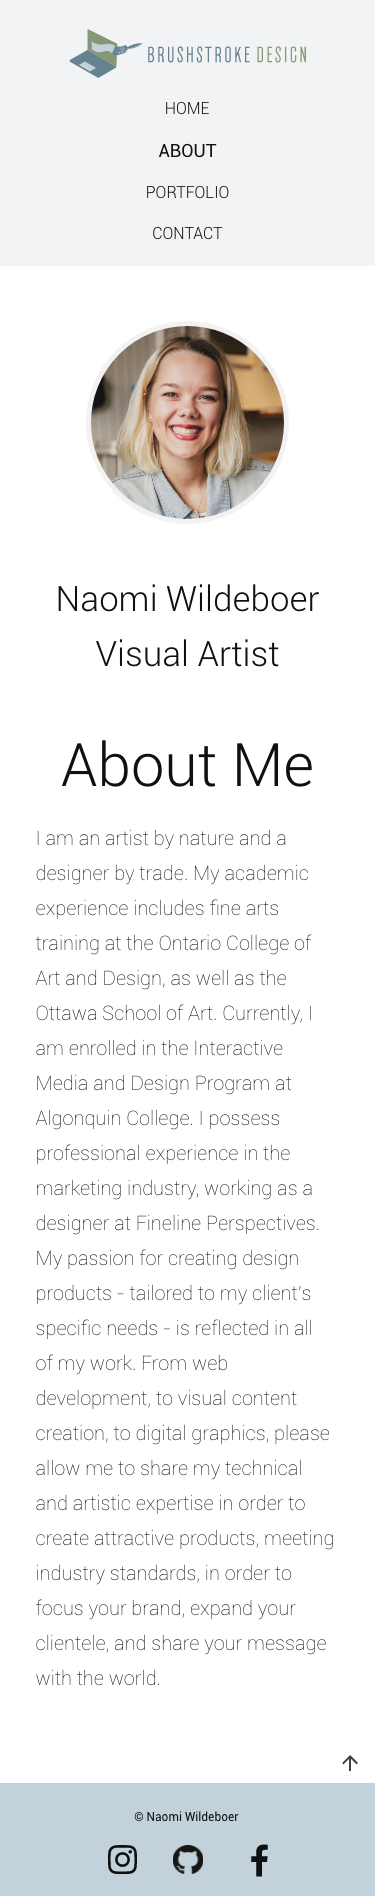 BRUSHSTROKE DESIGN
HOME
ABOUT
PORTFOLIO
CONTACT
Naomi Wildeboer
Visual Artist
About Me
I am an artist by nature and a
designer by trade. My academic
experience includes fine arts
training at the Ontario College of
Art and Design, as well as the
Ottawa School of Art. Currently, I
am enrolled in the Interactive
Media and Design Program at
Algonquin College. I possess
professional experience in the
marketing industry, working as a
designer at Fineline Perspectives.
My passion for creating design
products - tailored to my client's
specific needs - is reflected in all
of my work. From web
development, to visual content
creation, to digital graphics, please
allow me to share my technical
and artistic expertise in order to
create attractive products, meeting
industry standards, in order to
focus your brand, expand your
clientele, and share your message
with the world.
© Naomi Wildeboer